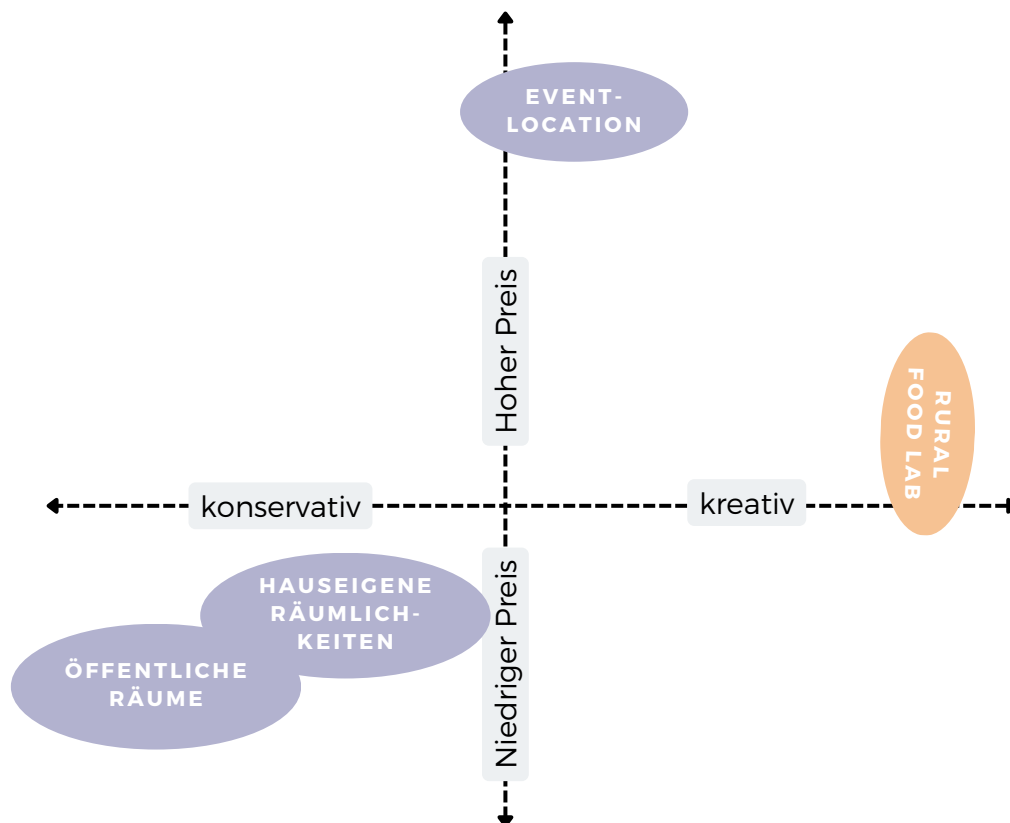 EVENT-
LOCATION
Hoher Preis
RURAL
FOOD LAB
konservativ
kreativ
HAUSEIGENE
RÄUMLICH-
KEITEN
Niedriger Preis
ÖFFENTLICHE
RÄUME